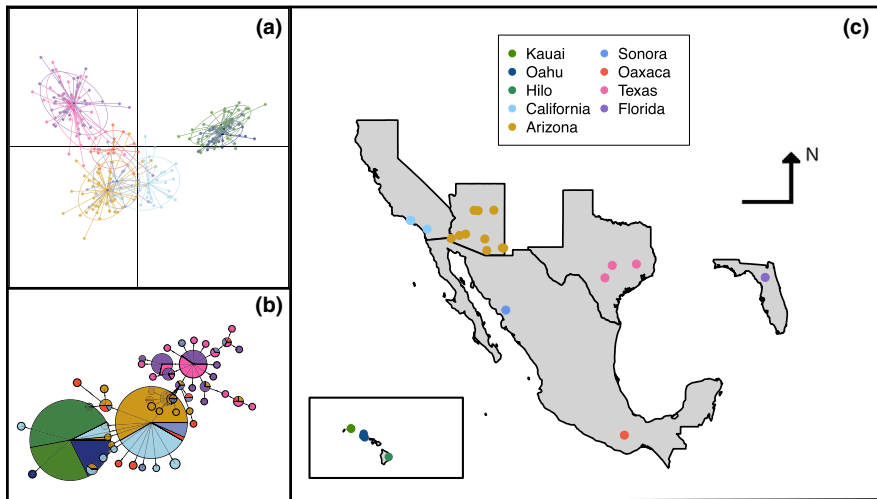 (a)
(b)
(c)
Kauai
Oahu
Hilo
California
Arizona
Sonora
Oaxaca
Texas
Florida
N